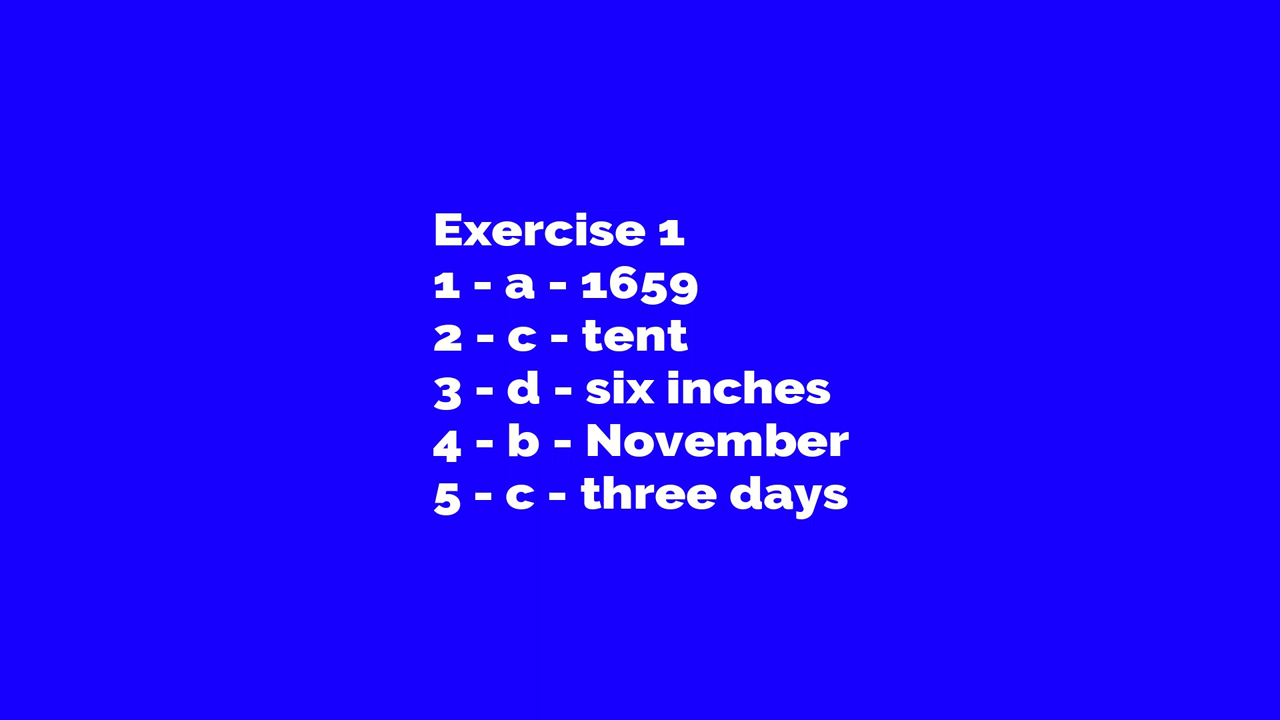 Exercise 1
1 - a - 1659
2 - c - tent
3 - d - six inches
4 - b - November
5 - c - three days